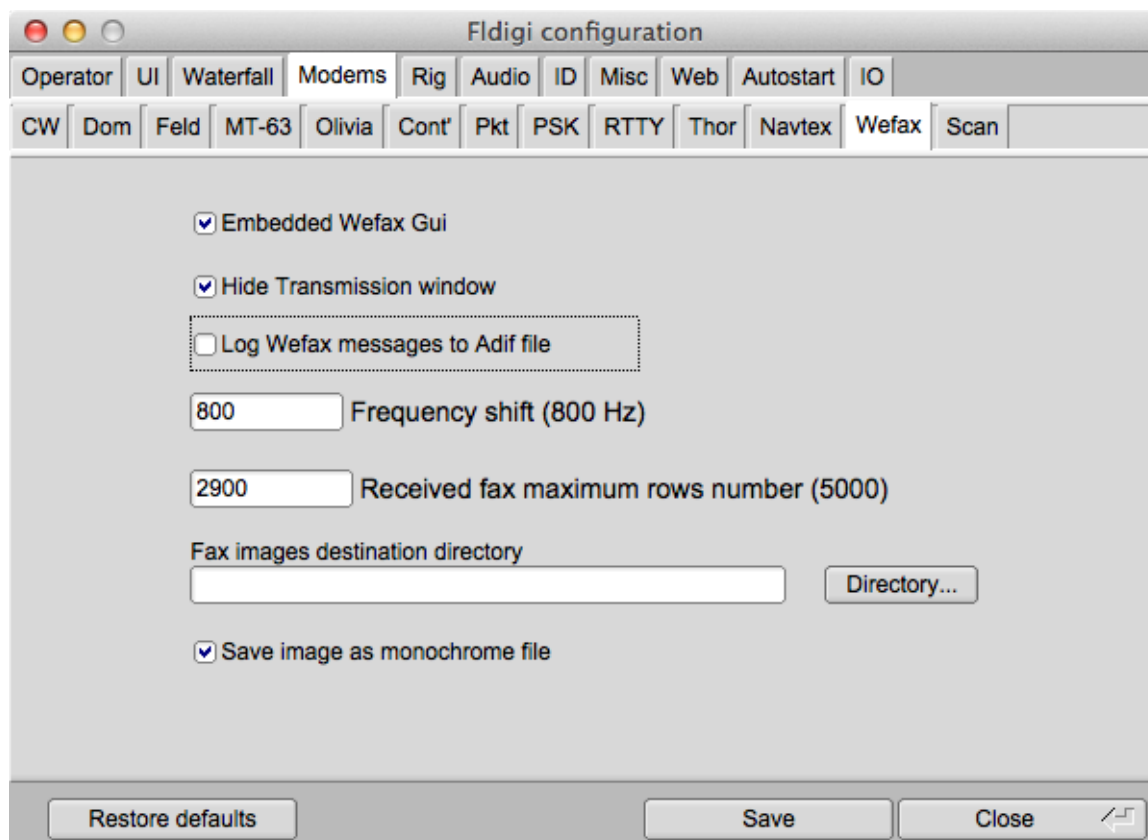 Fldigi configuration
Operator UI Waterfall Modems Rig Audio ID Misc Web Autostart IO
CW Dom Feld MT-63 Olivia Cont' Pkt PSK RTTY Thor Navtex Wefax Scan
Embedded Wefax Gui
Hide Transmission window
Log Wefax messages to Adif file
800 Frequency shift (800 Hz)
2900 Received fax maximum rows number (5000)
Fax images destination directory
Directory...
Save image as monochrome file
Restore defaults Save Close